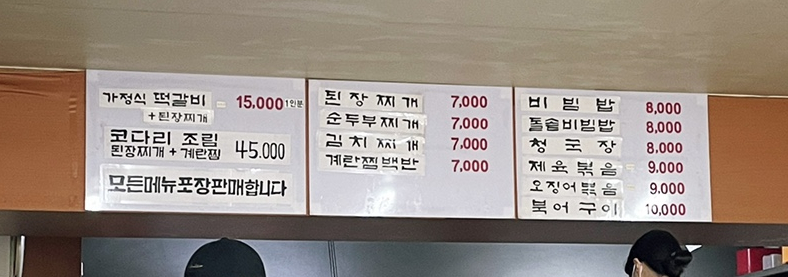 가정식 떡갈비 = 15,000 1인분
+된장찌개
코다리 조림 45.000
된장찌개 + 계란찜
모든메뉴포장판매합니다
된장찌개 7,000
순두부찌개 7,000
김치찌개 7,000
계란찜백반 7,000
비빔밥 8,000
돌솥비빔밥 8,000
청국장 8,000
제육볶음 = 9.000
오징어볶음 = 9.000
북어구이 10,000